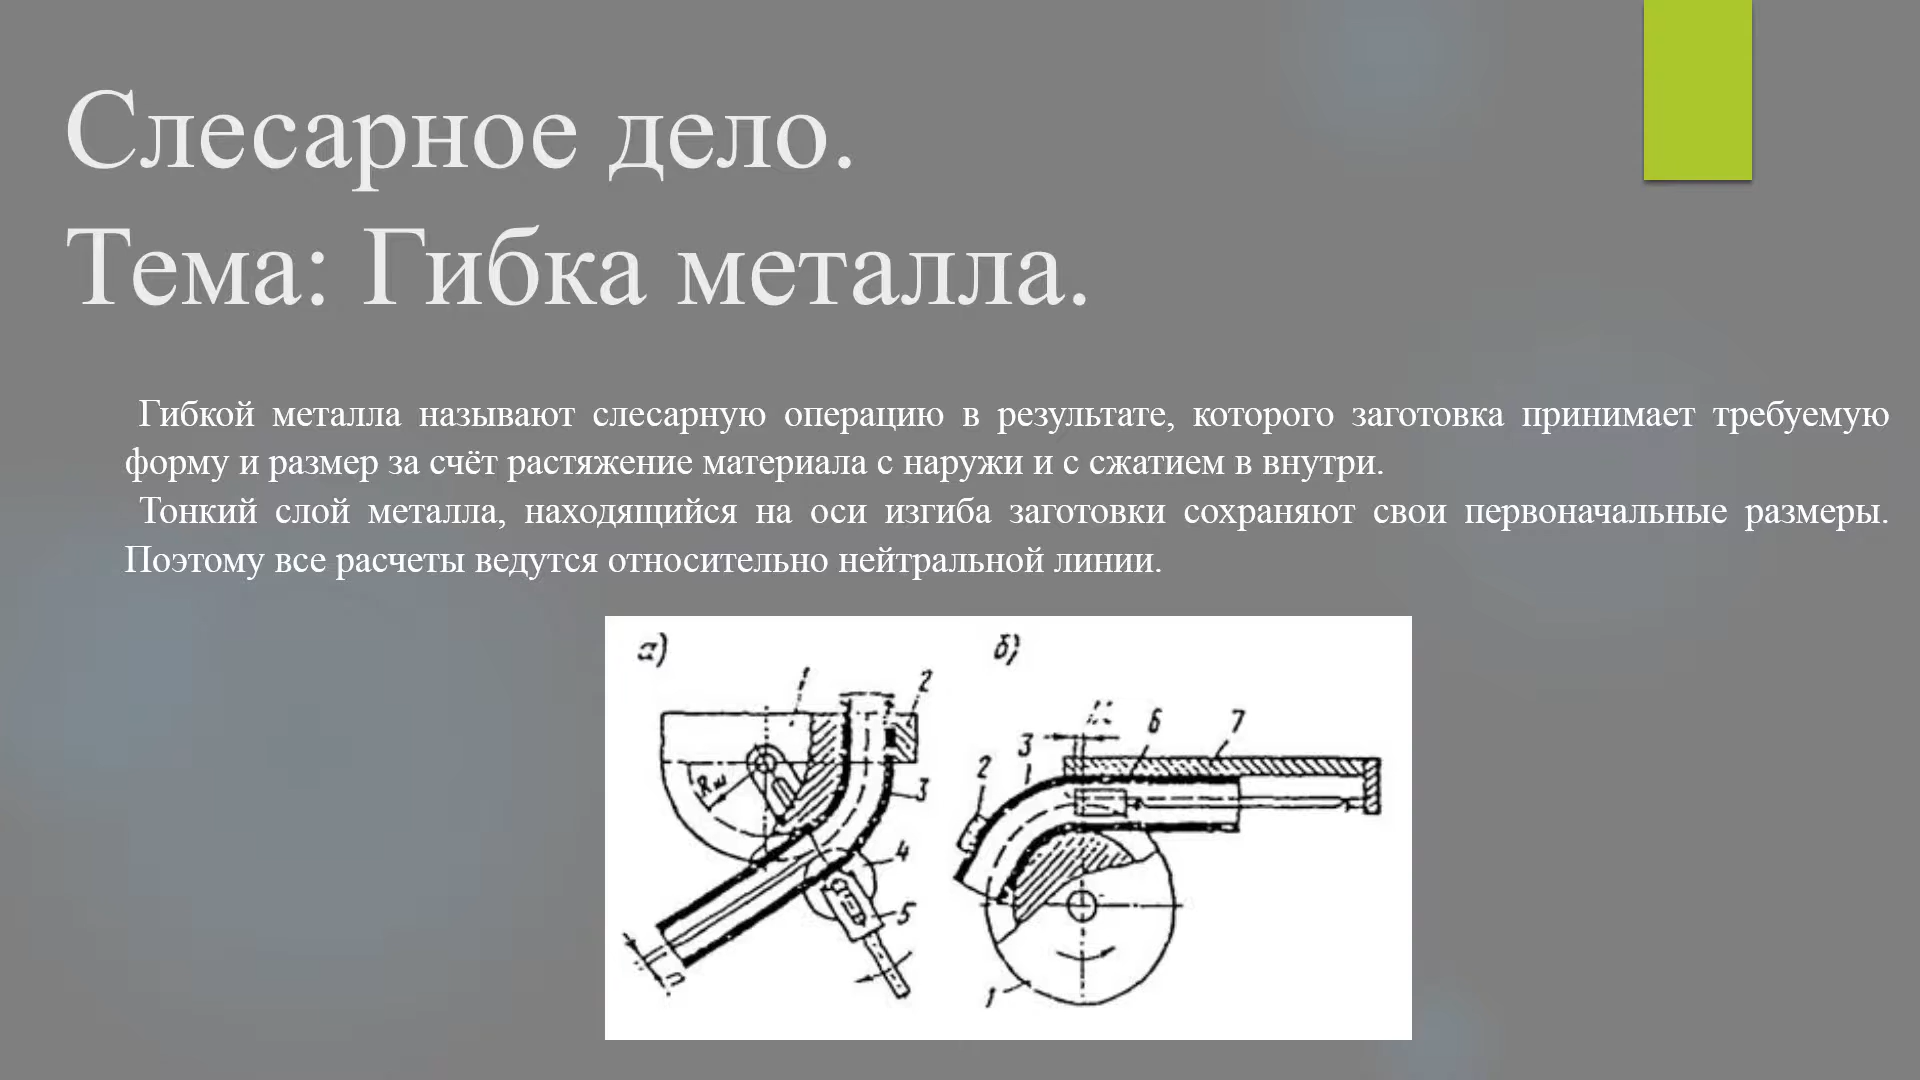 Слесарное дело.
Тема: Гибка металла.
Гибкой металла называют слесарную операцию в результате, которого заготовка принимает требуемую
форму и размер за счёт растяжение материала с наружи и с сжатием в внутри.
Тонкий слой металла, находящийся на оси изгиба заготовки сохраняют свои первоначальные размеры.
Поэтому все расчеты ведутся относительно нейтральной линии.
а) б)
1 2
6 7
3
2
Rш
3
4
5
n
1